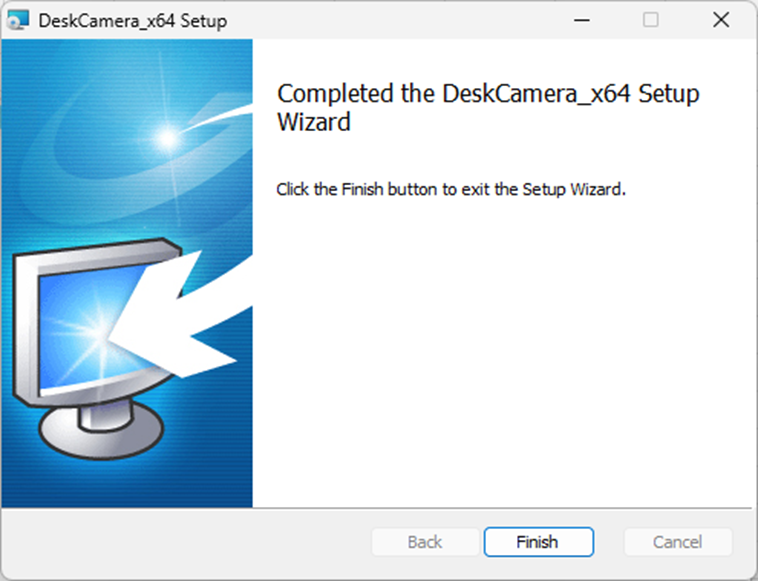 DeskCamera_x64 Setup
Completed the DeskCamera_x64 Setup
Wizard
Click the Finish button to exit the Setup Wizard.
Back
Finish
Cancel